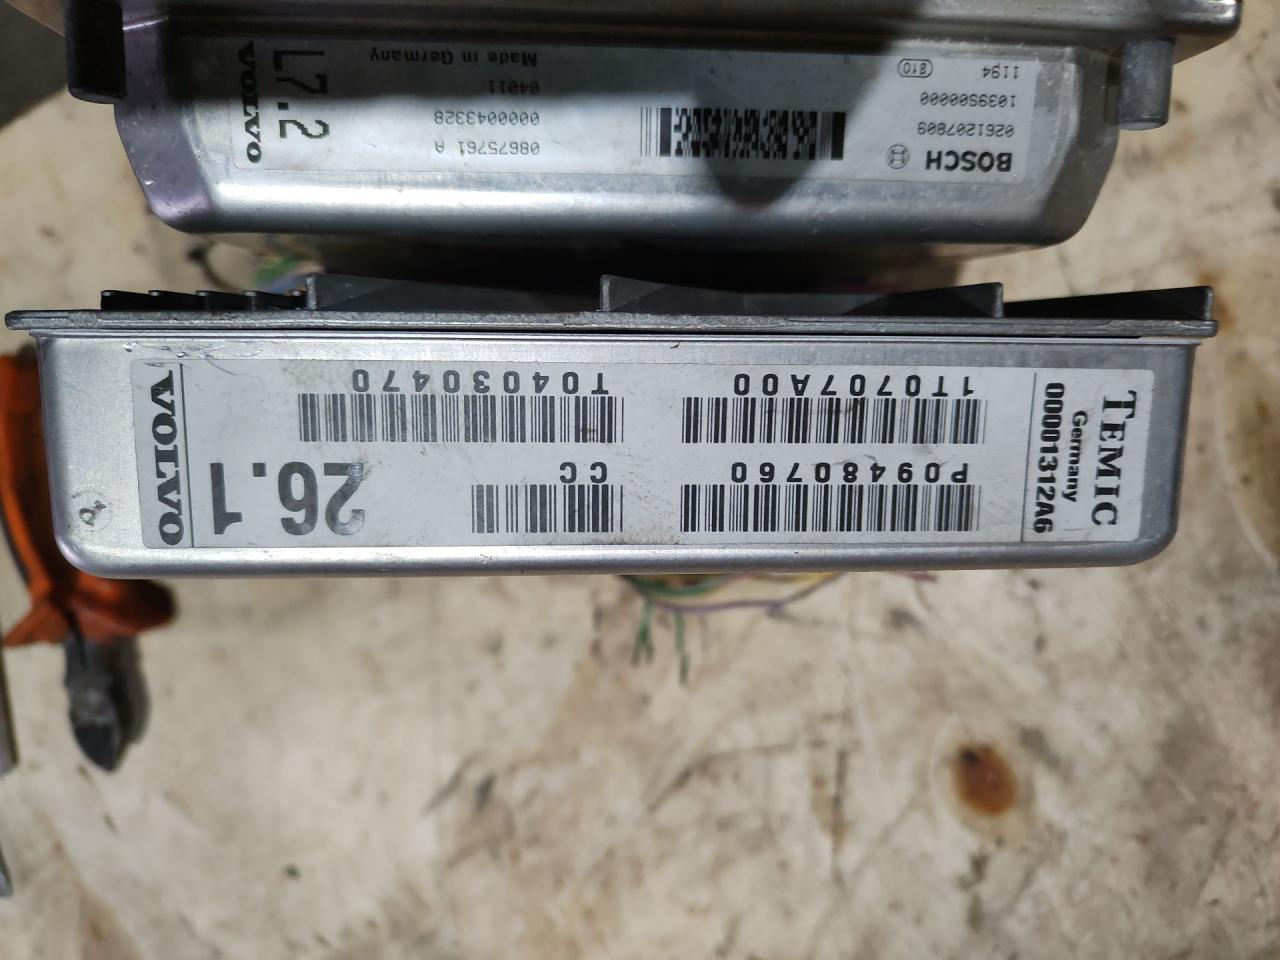 BOSCH
0261207809
1039S00000
1194
810
08675761 A
0000043328
04011
Made in Germany
L7.2
VOLVO
TEMIC
Germany
00001312A6
P09480760
CC
1T0707A00
T04030470
26.1
VOLVO